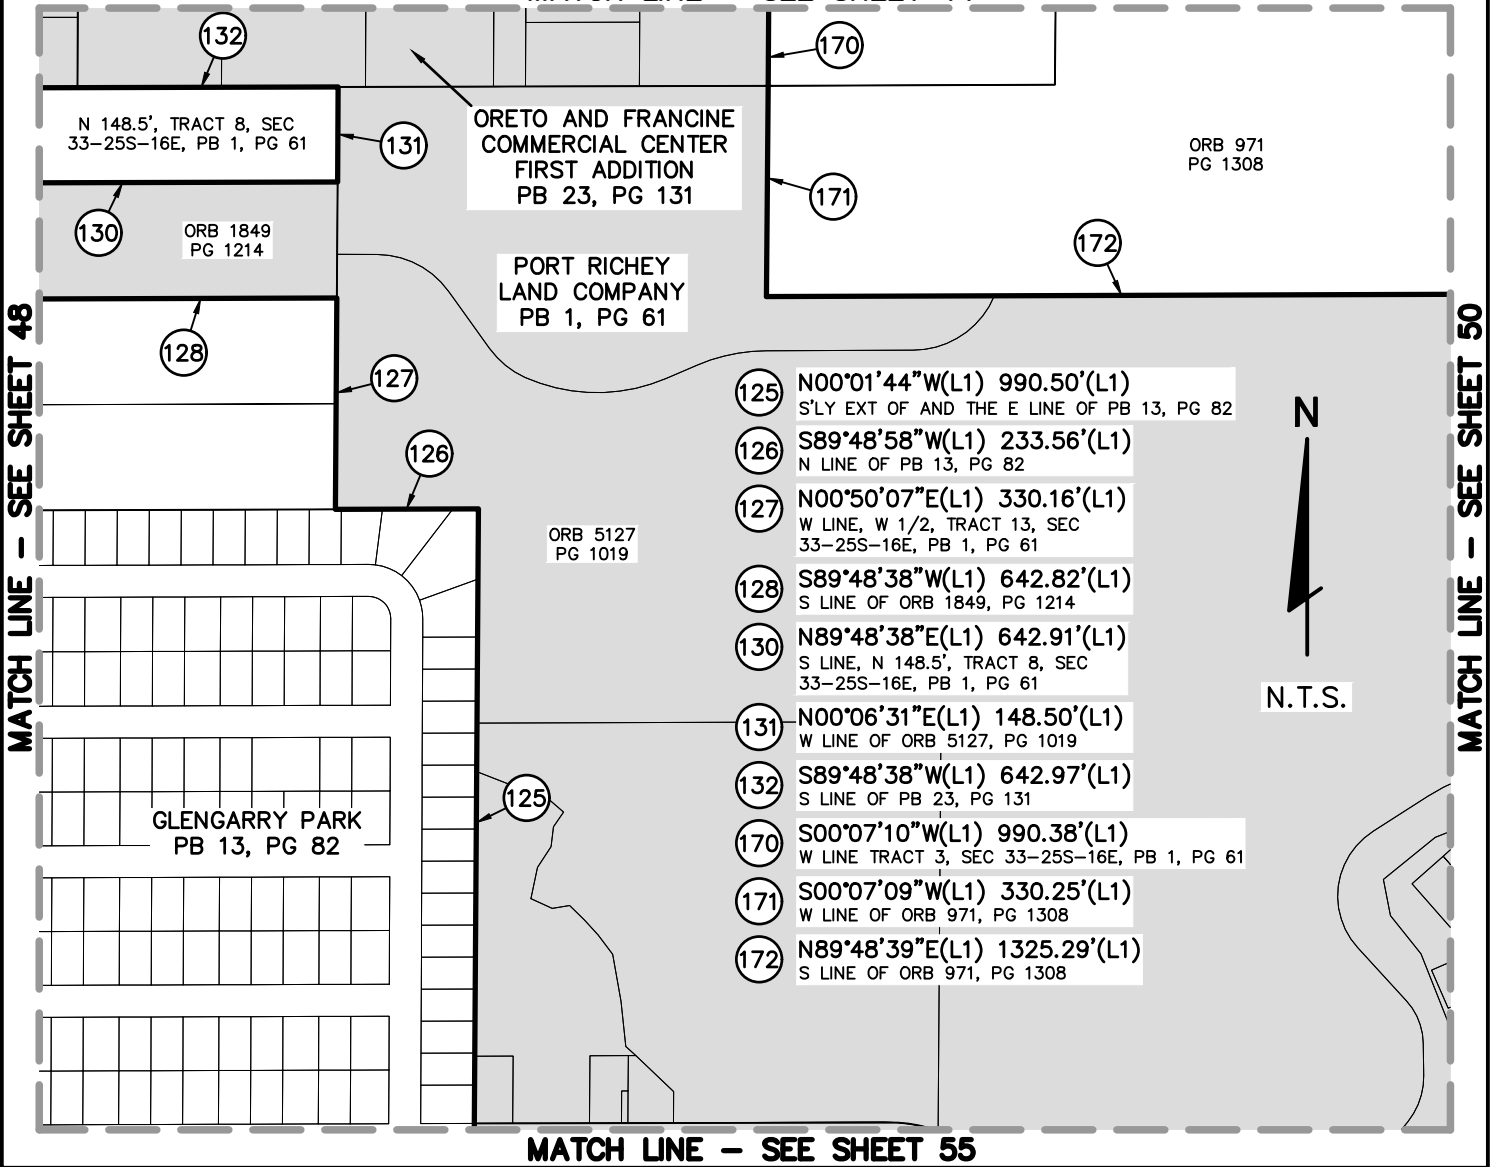 132
170
N 148.5', TRACT 8, SEC
33-25S-16E, PB 1, PG 61
131
ORETO AND FRANCINE
COMMERCIAL CENTER
FIRST ADDITION
PB 23, PG 131
ORB 971
PG 1308
171
130
ORB 1849
PG 1214
172
PORT RICHEY
LAND COMPANY
PB 1, PG 61
128
127
MATCH LINE - SEE SHEET 48
MATCH LINE - SEE SHEET 50
125 N00°01'44"W(L1) 990.50'(L1)
S'LY EXT OF AND THE E LINE OF PB 13, PG 82
126
126 S89°48'58"W(L1) 233.56'(L1)
N LINE OF PB 13, PG 82
127 N00°50'07"E(L1) 330.16'(L1)
W LINE, W 1/2, TRACT 13, SEC
33-25S-16E, PB 1, PG 61
N
ORB 5127
PG 1019
128 S89°48'38"W(L1) 642.82'(L1)
S LINE OF ORB 1849, PG 1214
130 N89°48'38"E(L1) 642.91'(L1)
S LINE, N 148.5', TRACT 8, SEC
33-25S-16E, PB 1, PG 61
N.T.S.
131 N00°06'31"E(L1) 148.50'(L1)
W LINE OF ORB 5127, PG 1019
132 S89°48'38"W(L1) 642.97'(L1)
S LINE OF PB 23, PG 131
125
GLENGARRY PARK
PB 13, PG 82
170 S00°07'10"W(L1) 990.38'(L1)
W LINE TRACT 3, SEC 33-25S-16E, PB 1, PG 61
171 S00°07'09"W(L1) 330.25'(L1)
W LINE OF ORB 971, PG 1308
172 N89°48'39"E(L1) 1325.29'(L1)
S LINE OF ORB 971, PG 1308
MATCH LINE - SEE SHEET 55